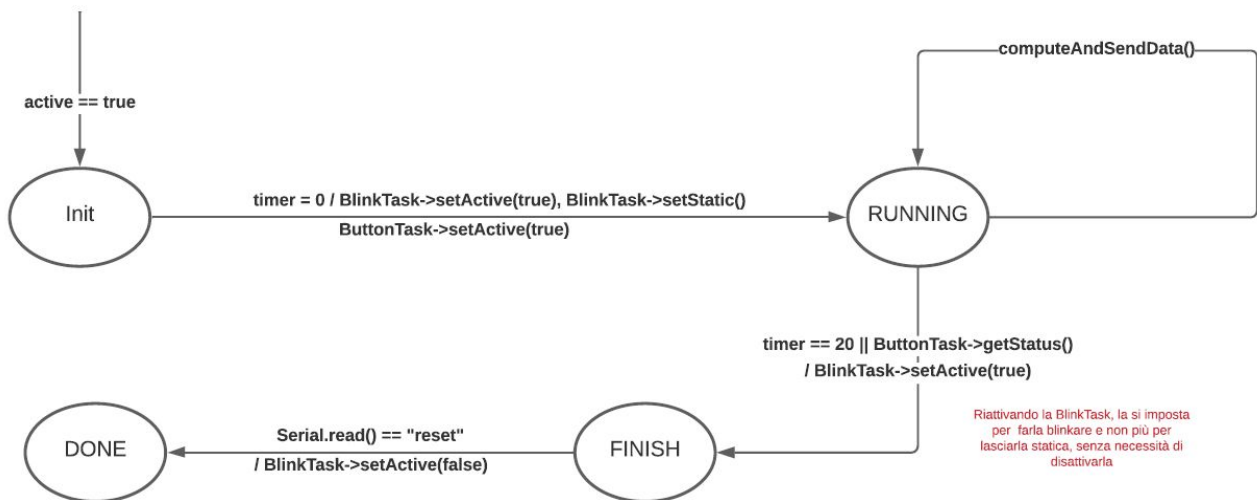 computeAndSendData()
active == true
Init
timer = 0 / BlinkTask->setActive(true), BlinkTask->setStatic()
ButtonTask->setActive(true)
RUNNING
timer == 20 || ButtonTask->getStatus()
/ BlinkTask->setActive(true)
Riattivando la BlinkTask, la si imposta
per farla blinkare e non più per
lasciarla statica, senza necessità di
disattivarla
DONE
Serial.read() == "reset"
/ BlinkTask->setActive(false)
FINISH